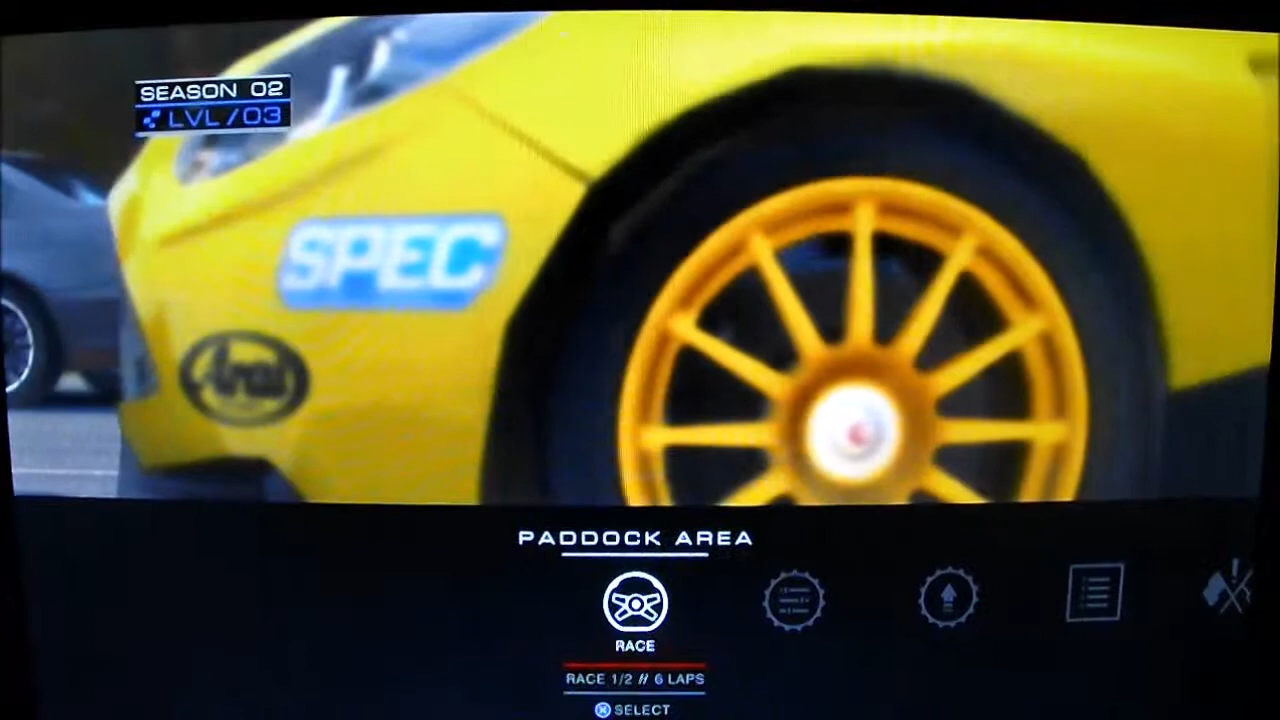 SEASON 02
LVL/03
SPEC
Arai
PADDOCK AREA
RACE
RACE 1/2 // 6 LAPS
SELECT